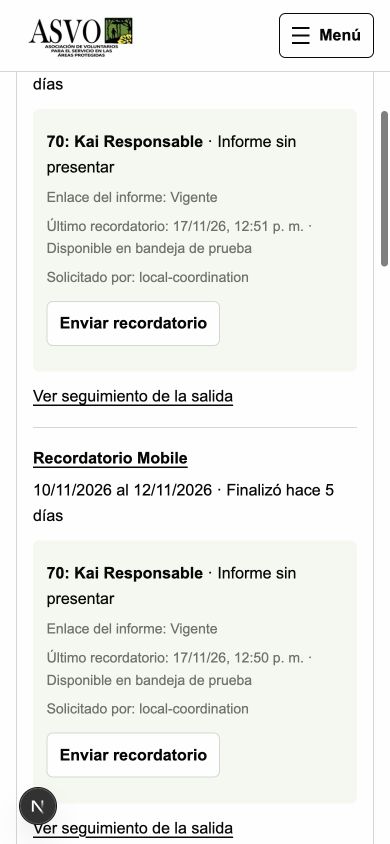 ASVO
ASOCIACIÓN DE VOLUNTARIOS
PARA EL SERVICIO EN LAS
ÁREAS PROTEGIDAS
Menú
días
70: Kai Responsable · Informe sin
presentar
Enlace del informe: Vigente
Último recordatorio: 17/11/26, 12:51 p. m. ·
Disponible en bandeja de prueba
Solicitado por: local-coordination
Enviar recordatorio
Ver seguimiento de la salida
Recordatorio Mobile
10/11/2026 al 12/11/2026 · Finalizó hace 5
días
70: Kai Responsable · Informe sin
presentar
Enlace del informe: Vigente
Último recordatorio: 17/11/26, 12:50 p. m. ·
Disponible en bandeja de prueba
Solicitado por: local-coordination
Enviar recordatorio
N
Ver seguimiento de la salida